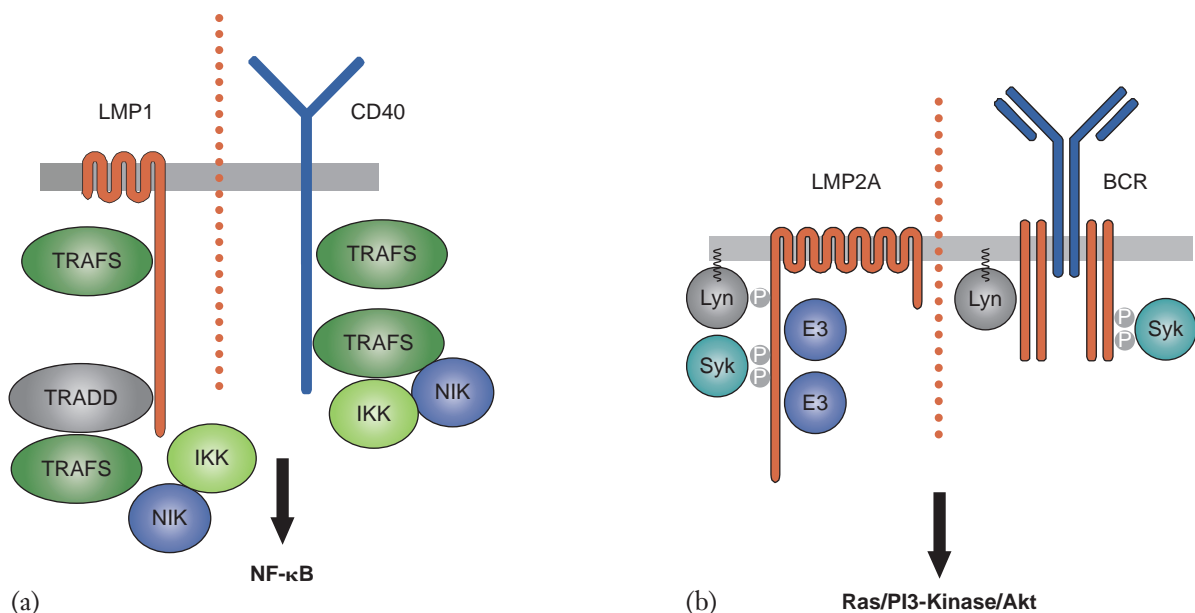 LMP1
CD40
TRAFS
TRAFS
TRAFS
TRADD
NIK
IKK
IKK
TRAFS
NIK
NF-κB
(a)
LMP2A
BCR
Lyn
P
E3
Lyn
P
P
Syk
Syk
P
P
E3
Ras/PI3-Kinase/Akt
(b)